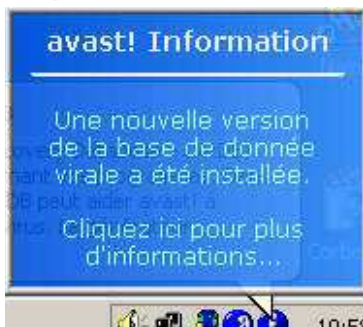 avast! Information
Une nouvelle version
de la base de donnée
virale a été installée.
Cliquez ici pour plus
d'informations...